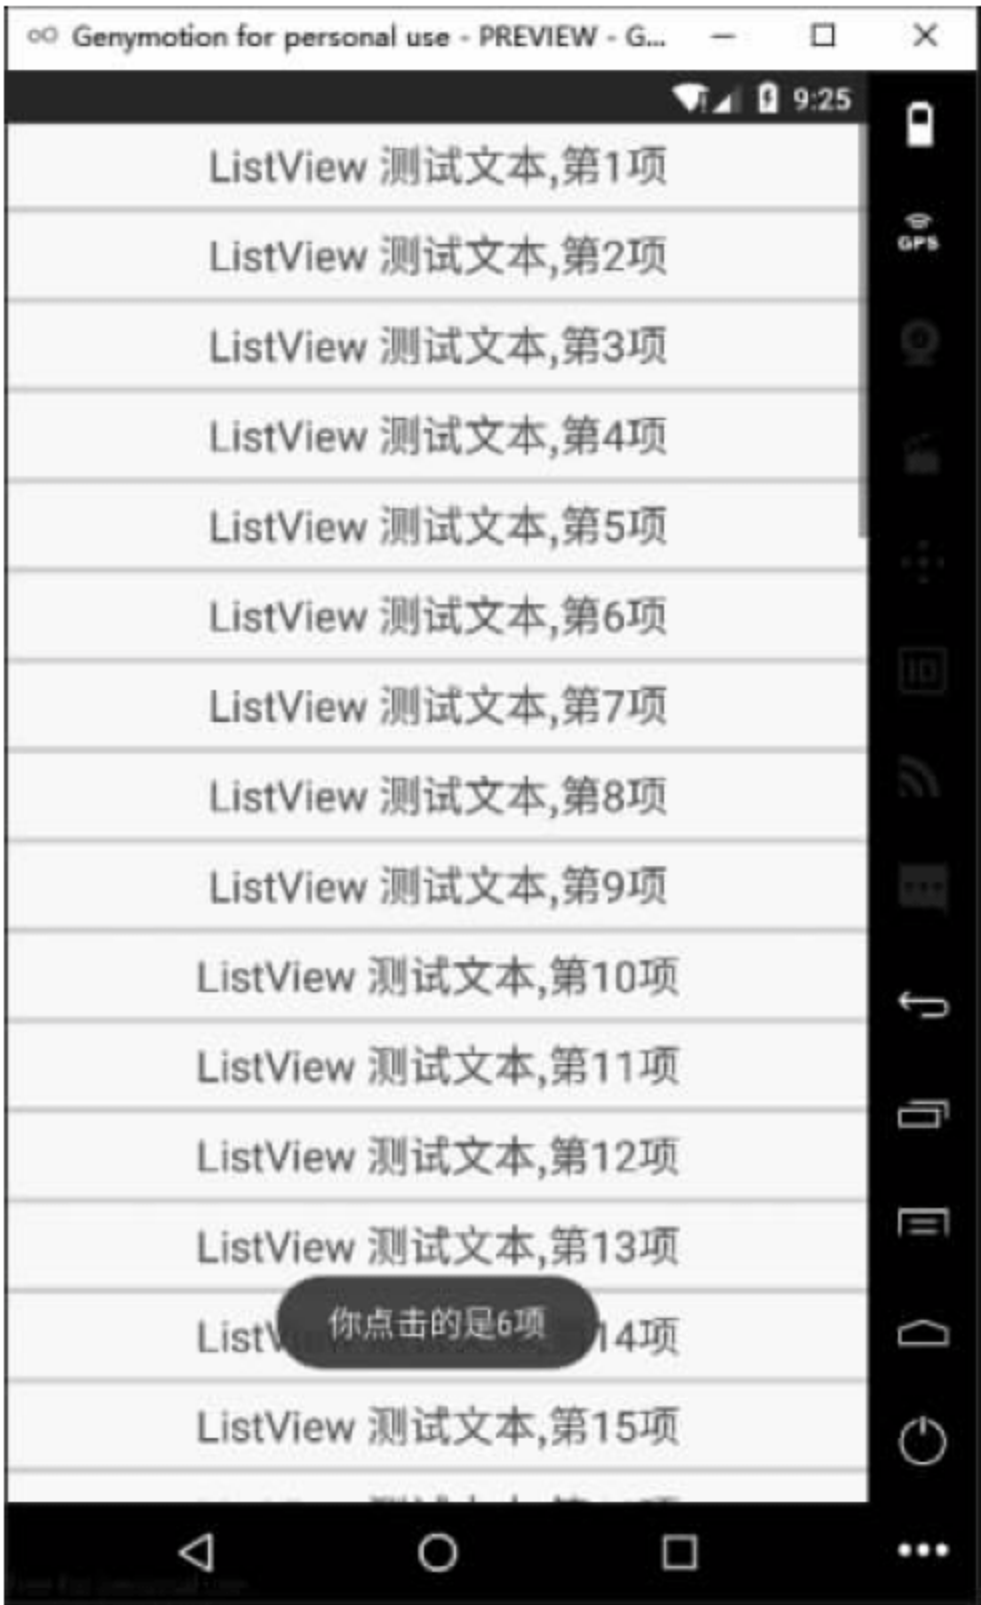 Genymotion for personal use - PREVIEW - G...
9:25
GPS
ListView 测试文本,第1项
ListView 测试文本,第2项
ListView 测试文本,第3项
ListView 测试文本,第4项
ListView 测试文本,第5项
ListView 测试文本,第6项
ID
ListView 测试文本,第7项
ListView 测试文本,第8项
ListView 测试文本,第9项
ListView 测试文本,第10项
ListView 测试文本,第11项
ListView 测试文本,第12项
ListView 测试文本,第13项
你点击的是6项
List 14项
ListView 测试文本,第15项